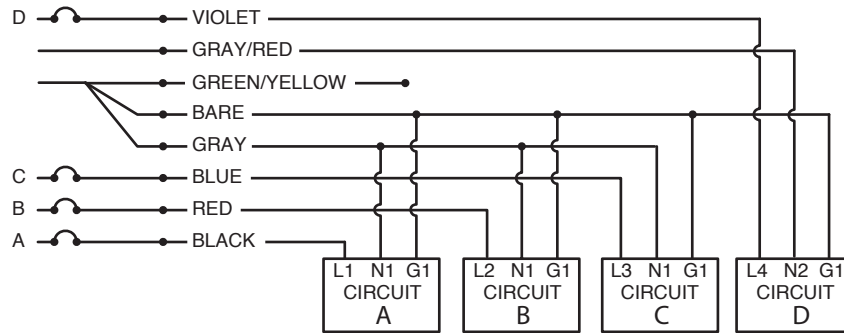 D VIOLET
GRAY/RED
GREEN/YELLOW
BARE
GRAY
C BLUE
B RED
A BLACK
L1 N1 G1
CIRCUIT
A
L2 N1 G1
CIRCUIT
B
L3 N1 G1
CIRCUIT
C
L4 N2 G1
CIRCUIT
D